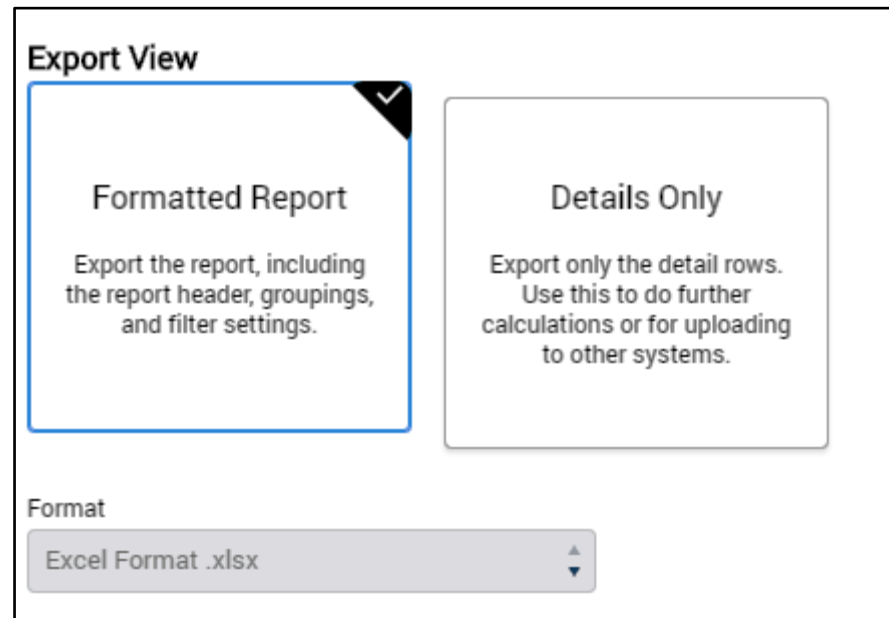 Export View
Formatted Report
Export the report, including
the report header, groupings,
and filter settings.
Details Only
Export only the detail rows.
Use this to do further
calculations or for uploading
to other systems.
Format
Excel Format .xlsx